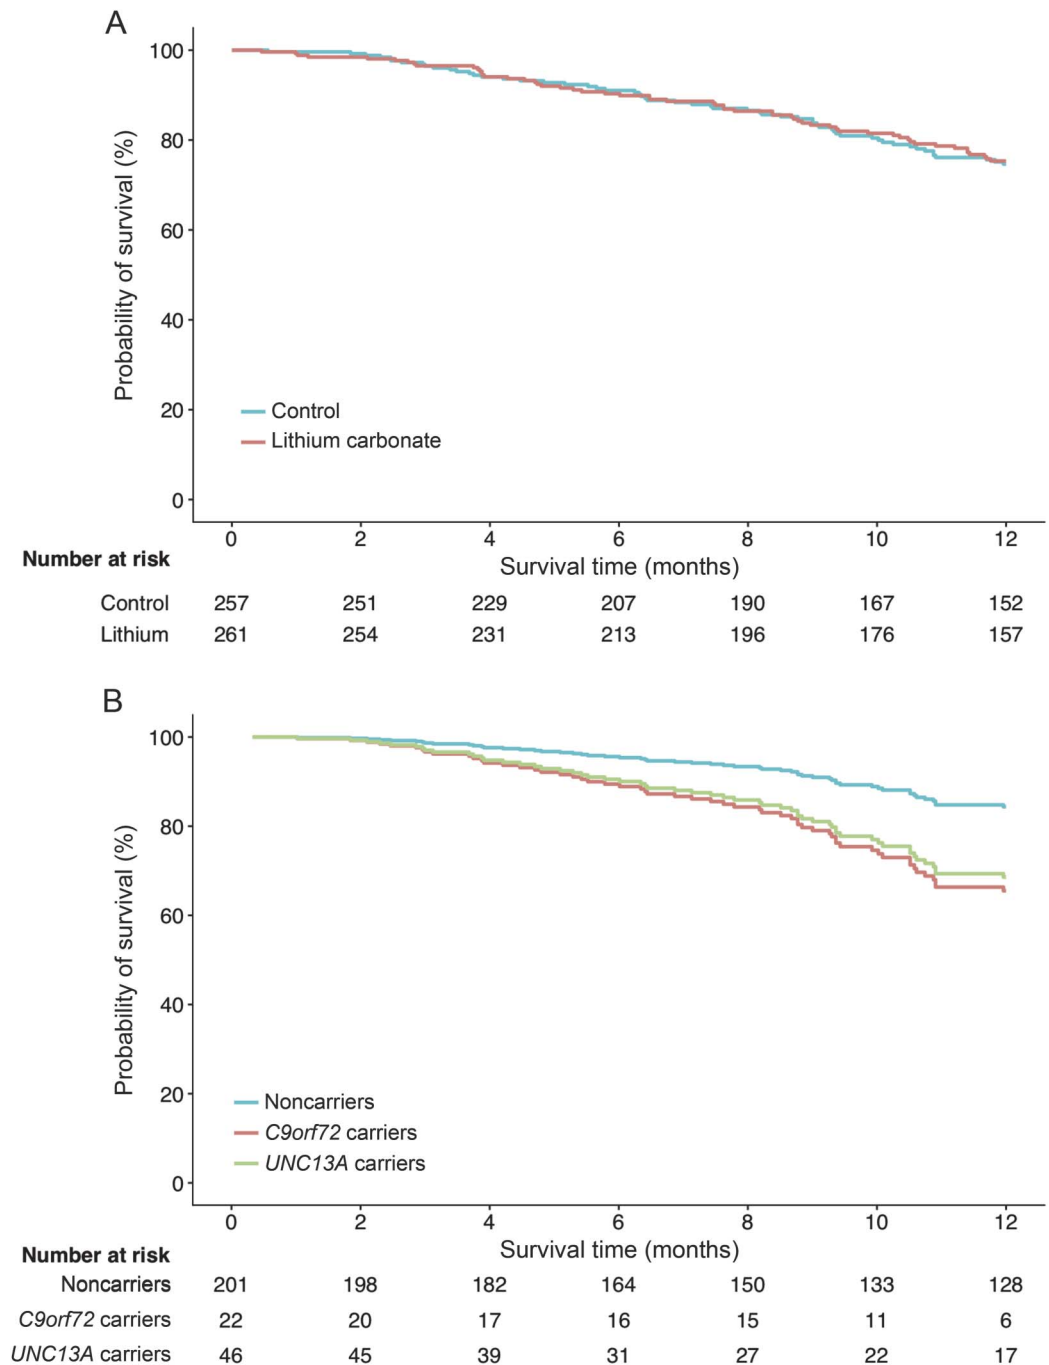 A
Probability of survival (%)
100
80
60
40
20
0
Control
Lithium carbonate
0 2 4 6 8 10 12
Survival time (months)
Number at risk
Control 257 251 229 207 190 167 152
Lithium 261 254 231 213 196 176 157
B
Probability of survival (%)
100
80
60
40
20
0
Noncarriers
C9orf72 carriers
UNC13A carriers
0 2 4 6 8 10 12
Survival time (months)
Number at risk
Noncarriers 201 198 182 164 150 133 128
C9orf72 carriers 22 20 17 16 15 11 6
UNC13A carriers 46 45 39 31 27 22 17